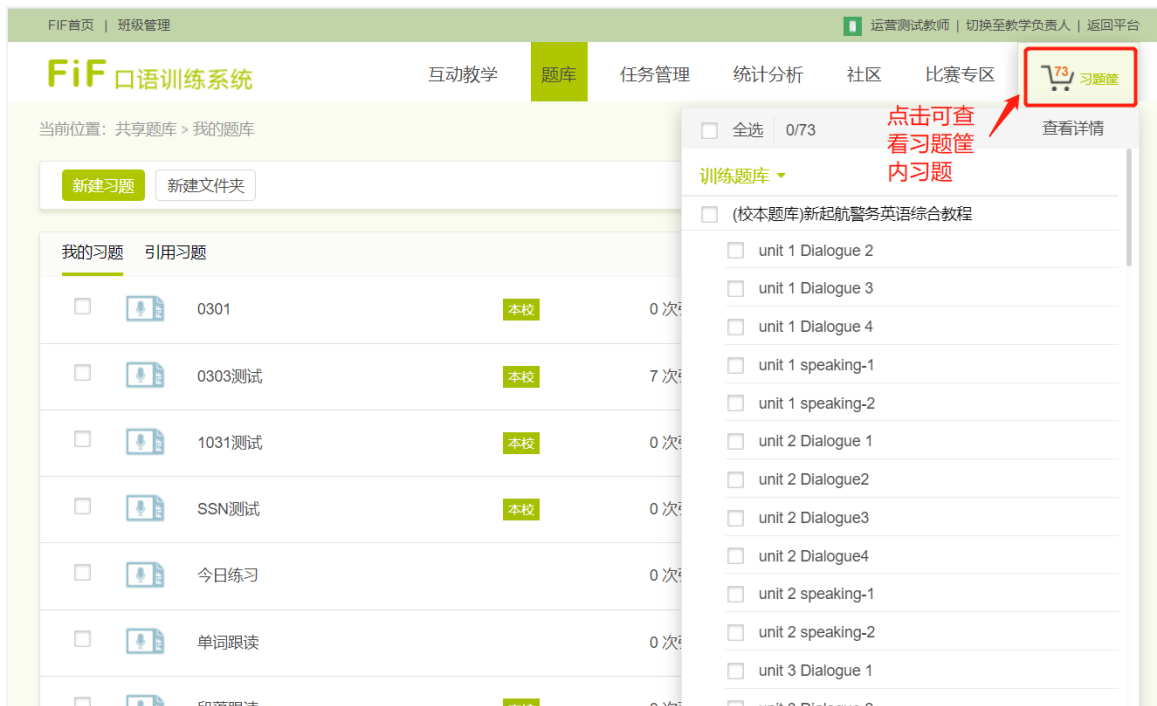 FIF首页 | 班级管理
运营测试教师 | 切换至教学负责人 | 返回平台
FiF 口语训练系统
互动教学 题库 任务管理 统计分析 社区 比赛专区 73 习题筐
当前位置：共享题库 > 我的题库
新建习题 新建文件夹
我的习题 引用习题
0301 本校 0 次
0303测试 本校 7 次
1031测试 本校 0 次
SSN测试 本校 0 次
今日练习 0 次
单词跟读 0 次
点击可查
看习题筐
内习题
全选 0/73 查看详情
训练题库
(校本题库)新起航警务英语综合教程
unit 1 Dialogue 2
unit 1 Dialogue 3
unit 1 Dialogue 4
unit 1 speaking-1
unit 1 speaking-2
unit 2 Dialogue 1
unit 2 Dialogue2
unit 2 Dialogue3
unit 2 Dialogue4
unit 2 speaking-1
unit 2 speaking-2
unit 3 Dialogue 1